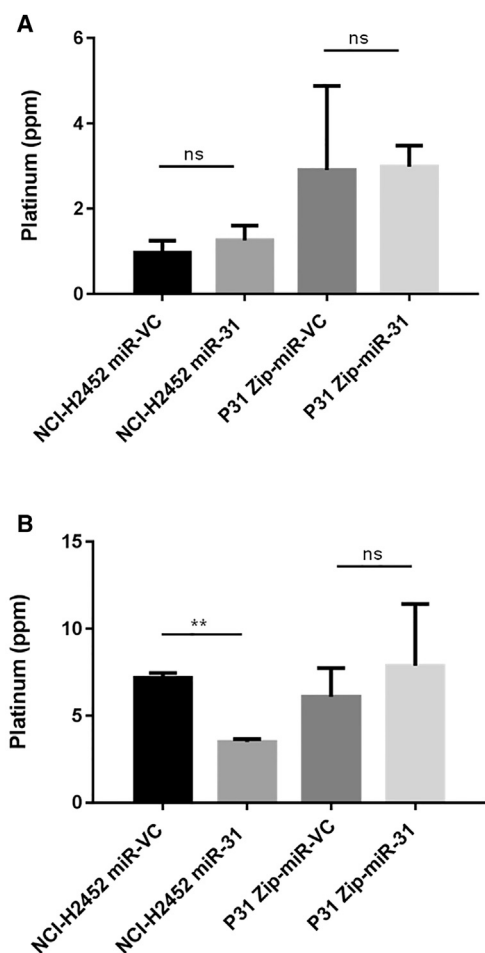 A
Platinum (ppm)
6
4
2
0
ns
ns
NCI-H2452 miR-VC
NCI-H2452 miR-31
P31 Zip-miR-VC
P31 Zip-miR-31
B
Platinum (ppm)
15
10
5
0
**
ns
NCI-H2452 miR-VC
NCI-H2452 miR-31
P31 Zip-miR-VC
P31 Zip-miR-31